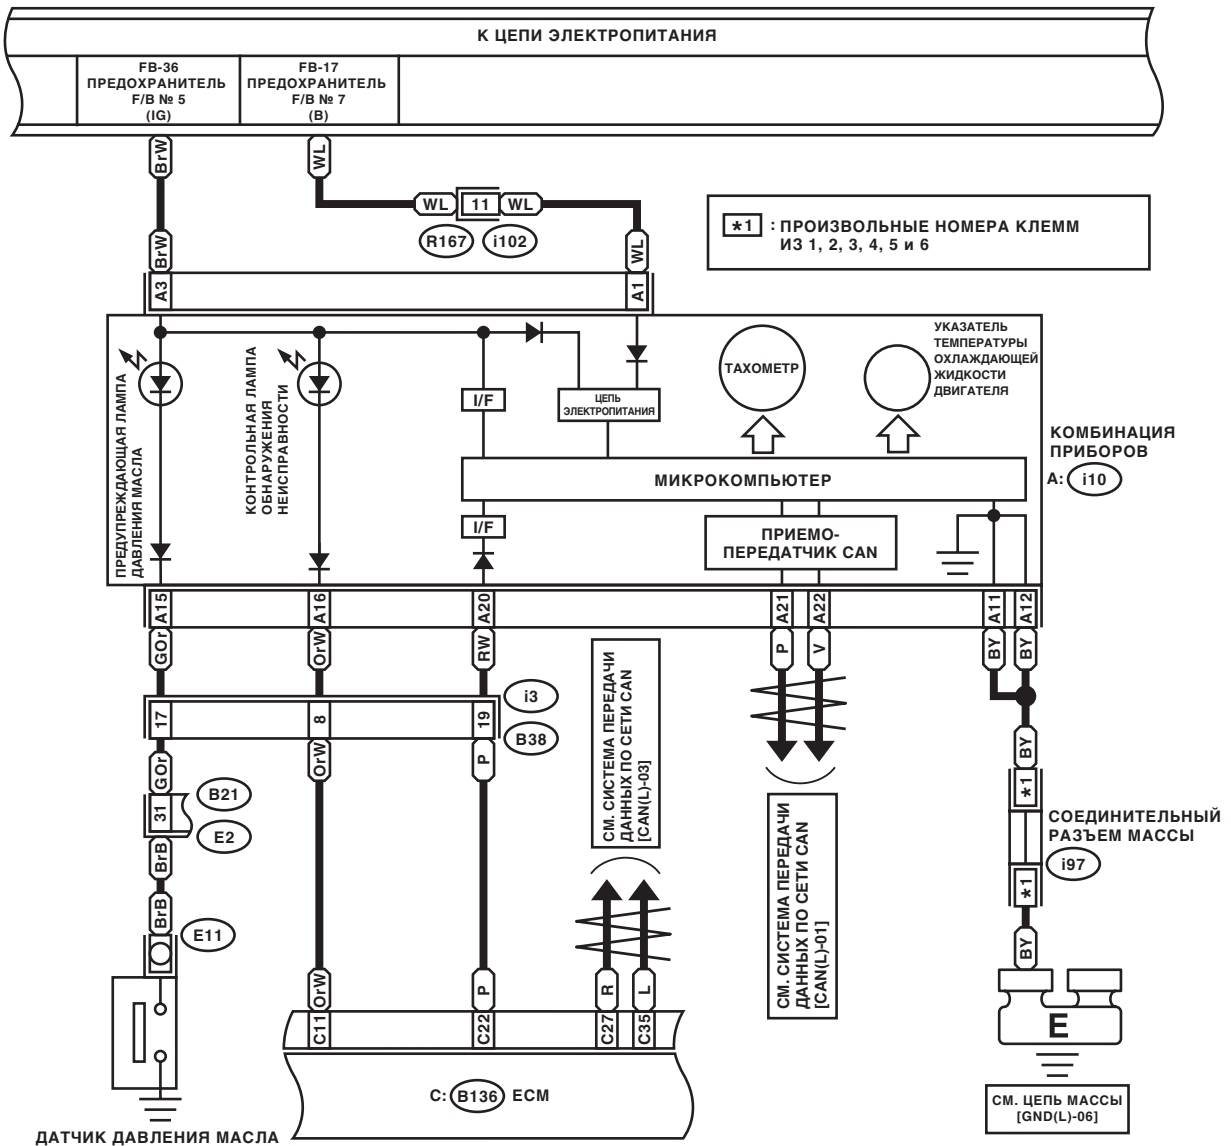 К ЦЕПИ ЭЛЕКТРОПИТАНИЯ
FB-36
ПРЕДОХРАНИТЕЛЬ
F/B № 5
(IG)
FB-17
ПРЕДОХРАНИТЕЛЬ
F/B № 7
(B)
BrW
WL
WL
11
WL
R167
i102
BrW
WL
*1 : ПРОИЗВОЛЬНЫЕ НОМЕРА КЛЕММ
ИЗ 1, 2, 3, 4, 5 и 6
A3
A1
ПРЕДУПРЕЖДАЮЩАЯ ЛАМПА
ДАВЛЕНИЯ МАСЛА
КОНТРОЛЬНАЯ ЛАМПА
ОБНАРУЖЕНИЯ
НЕИСПРАВНОСТИ
I/F
ЦЕПЬ
ЭЛЕКТРОПИТАНИЯ
ТАХОМЕТР
УКАЗАТЕЛЬ
ТЕМПЕРАТУРЫ
ОХЛАЖДАЮЩЕЙ
ЖИДКОСТИ
ДВИГАТЕЛЯ
КОМБИНАЦИЯ
ПРИБОРОВ
A: i10
МИКРОКОМПЬЮТЕР
I/F
ПРИЕМО-
ПЕРЕДАТЧИК CAN
A15
A16
A20
A21
A22
A11
A12
GOr
OrW
RW
P
V
BY
BY
i3
17
8
19
B38
GOr
OrW
P
СМ. СИСТЕМА ПЕРЕДАЧИ
ДАННЫХ ПО СЕТИ CAN
[CAN(L)-03]
СМ. СИСТЕМА ПЕРЕДАЧИ
ДАННЫХ ПО СЕТИ CAN
[CAN(L)-01]
BY
*1
СОЕДИНИТЕЛЬНЫЙ
РАЗЪЕМ МАССЫ
i97
*1
BY
B21
31
E2
BrB
BrB
E11
OrW
P
R
L
C11
C22
C27
C35
C: B136 ECM
E
СМ. ЦЕПЬ МАССЫ
[GND(L)-06]
ДАТЧИК ДАВЛЕНИЯ МАСЛА